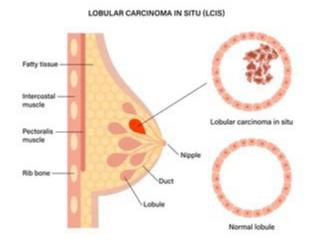 LOBULAR CARCINOMA IN SITU (LCIS)
Fatty tissue
Intercostal
muscle
Pectoralis
muscle
Rib bone
Nipple
Duct
Lobule
Lobular carcinoma in situ
Normal lobule